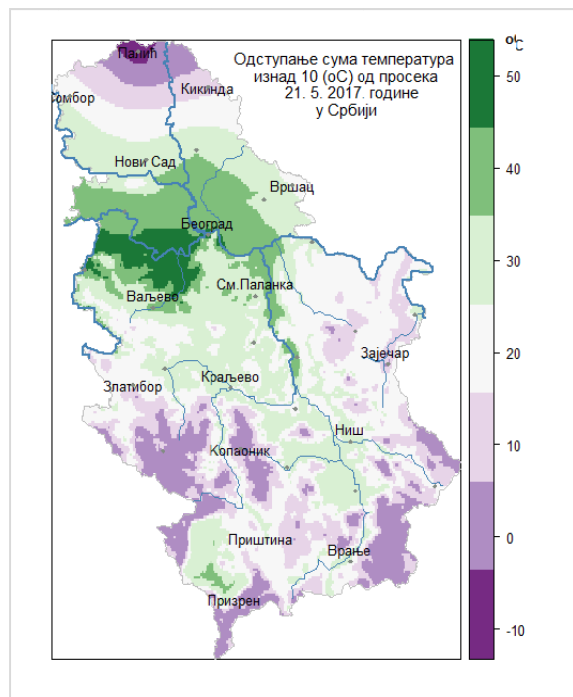 Одступање сума температура
изнад 10 (оС) од просека
21. 5. 2017. године
у Србији
оС
Палић
Кикинда
Сомбор
Нови Сад
Вршац
Београд
См.Паланка
Ваљево
Зајечар
Златибор
Краљево
Ниш
Копаоник
Приштина
Врање
Призрен
50
40
30
20
10
0
-10